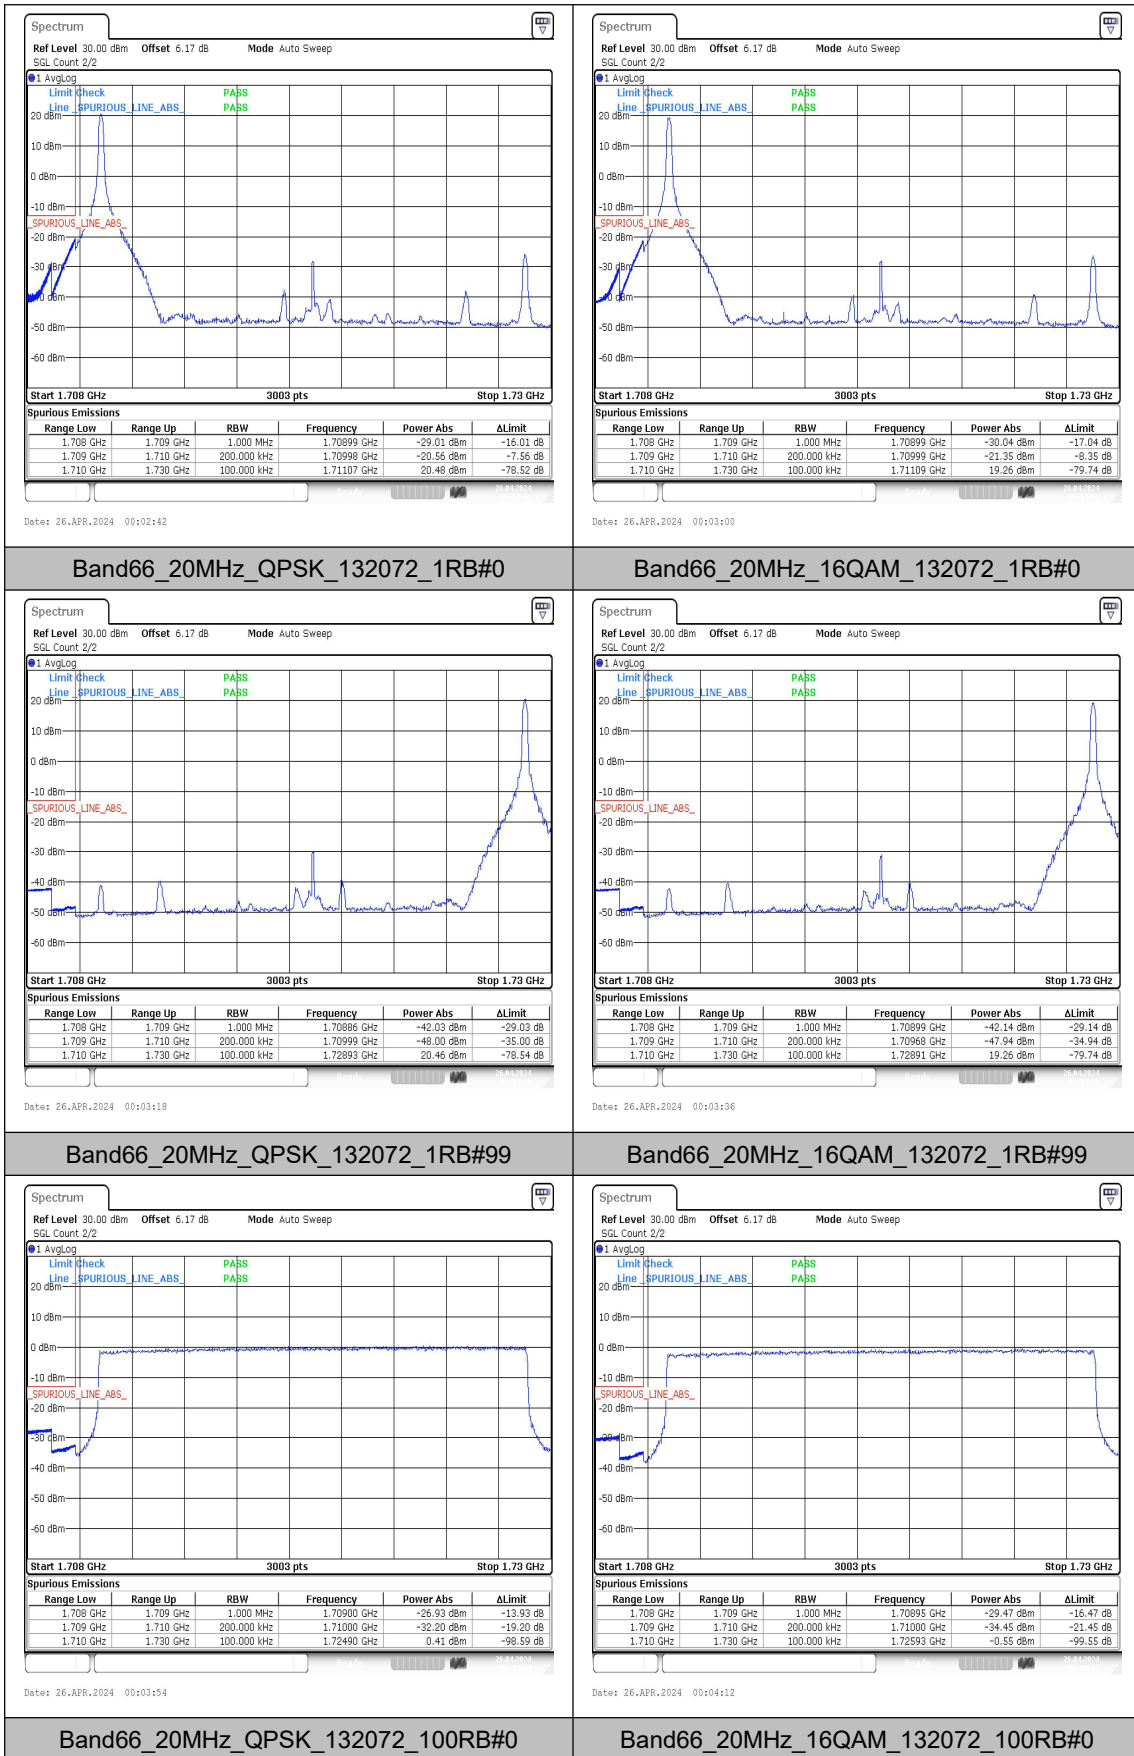 Spectrum
Ref Level 30.00 dBm Offset 6.17 dB Mode Auto Sweep
SGL Count 2/2
1 AvgLog
Limit Check PASS
Line _SPURIOUS_LINE_ABS_ PASS
20 dBm
10 dBm
0 dBm
-10 dBm
_SPURIOUS_LINE_ABS_
-20 dBm
-30 dBm
-40 dBm
-50 dBm
-60 dBm
Start 1.708 GHz 3003 pts Stop 1.73 GHz
Spurious Emissions
Range Low Range Up RBW Frequency Power Abs ΔLimit
1.708 GHz 1.709 GHz 1.000 MHz 1.70899 GHz -29.01 dBm -16.01 dB
1.709 GHz 1.710 GHz 200.000 kHz 1.70998 GHz -20.56 dBm -7.56 dB
1.710 GHz 1.730 GHz 100.000 kHz 1.71107 GHz 20.48 dBm -78.52 dB
26.04.2024
Date: 26.APR.2024 00:02:42
Band66_20MHz_QPSK_132072_1RB#0
Spectrum
Ref Level 30.00 dBm Offset 6.17 dB Mode Auto Sweep
SGL Count 2/2
1 AvgLog
Limit Check PASS
Line _SPURIOUS_LINE_ABS_ PASS
20 dBm
10 dBm
0 dBm
-10 dBm
_SPURIOUS_LINE_ABS_
-20 dBm
-30 dBm
-40 dBm
-50 dBm
-60 dBm
Start 1.708 GHz 3003 pts Stop 1.73 GHz
Spurious Emissions
Range Low Range Up RBW Frequency Power Abs ΔLimit
1.708 GHz 1.709 GHz 1.000 MHz 1.70899 GHz -30.04 dBm -17.04 dB
1.709 GHz 1.710 GHz 200.000 kHz 1.70999 GHz -21.35 dBm -8.35 dB
1.710 GHz 1.730 GHz 100.000 kHz 1.71109 GHz 19.26 dBm -79.74 dB
26.04.2024
Date: 26.APR.2024 00:03:00
Band66_20MHz_16QAM_132072_1RB#0
Spectrum
Ref Level 30.00 dBm Offset 6.17 dB Mode Auto Sweep
SGL Count 2/2
1 AvgLog
Limit Check PASS
Line _SPURIOUS_LINE_ABS_ PASS
20 dBm
10 dBm
0 dBm
-10 dBm
_SPURIOUS_LINE_ABS_
-20 dBm
-30 dBm
-40 dBm
-50 dBm
-60 dBm
Start 1.708 GHz 3003 pts Stop 1.73 GHz
Spurious Emissions
Range Low Range Up RBW Frequency Power Abs ΔLimit
1.708 GHz 1.709 GHz 1.000 MHz 1.70886 GHz -42.03 dBm -29.03 dB
1.709 GHz 1.710 GHz 200.000 kHz 1.70999 GHz -48.00 dBm -35.00 dB
1.710 GHz 1.730 GHz 100.000 kHz 1.72893 GHz 20.46 dBm -78.54 dB
26.04.2024
Date: 26.APR.2024 00:03:18
Band66_20MHz_QPSK_132072_1RB#99
Spectrum
Ref Level 30.00 dBm Offset 6.17 dB Mode Auto Sweep
SGL Count 2/2
1 AvgLog
Limit Check PASS
Line _SPURIOUS_LINE_ABS_ PASS
20 dBm
10 dBm
0 dBm
-10 dBm
_SPURIOUS_LINE_ABS_
-20 dBm
-30 dBm
-40 dBm
-50 dBm
-60 dBm
Start 1.708 GHz 3003 pts Stop 1.73 GHz
Spurious Emissions
Range Low Range Up RBW Frequency Power Abs ΔLimit
1.708 GHz 1.709 GHz 1.000 MHz 1.70899 GHz -42.14 dBm -29.14 dB
1.709 GHz 1.710 GHz 200.000 kHz 1.70968 GHz -47.94 dBm -34.94 dB
1.710 GHz 1.730 GHz 100.000 kHz 1.72891 GHz 19.26 dBm -79.74 dB
26.04.2024
Date: 26.APR.2024 00:03:36
Band66_20MHz_16QAM_132072_1RB#99
Spectrum
Ref Level 30.00 dBm Offset 6.17 dB Mode Auto Sweep
SGL Count 2/2
1 AvgLog
Limit Check PASS
Line _SPURIOUS_LINE_ABS_ PASS
20 dBm
10 dBm
0 dBm
-10 dBm
_SPURIOUS_LINE_ABS_
-20 dBm
-30 dBm
-40 dBm
-50 dBm
-60 dBm
Start 1.708 GHz 3003 pts Stop 1.73 GHz
Spurious Emissions
Range Low Range Up RBW Frequency Power Abs ΔLimit
1.708 GHz 1.709 GHz 1.000 MHz 1.70900 GHz -26.93 dBm -13.93 dB
1.709 GHz 1.710 GHz 200.000 kHz 1.71000 GHz -32.20 dBm -19.20 dB
1.710 GHz 1.730 GHz 100.000 kHz 1.72490 GHz 0.41 dBm -98.59 dB
26.04.2024
Date: 26.APR.2024 00:03:54
Band66_20MHz_QPSK_132072_100RB#0
Spectrum
Ref Level 30.00 dBm Offset 6.17 dB Mode Auto Sweep
SGL Count 2/2
1 AvgLog
Limit Check PASS
Line _SPURIOUS_LINE_ABS_ PASS
20 dBm
10 dBm
0 dBm
-10 dBm
_SPURIOUS_LINE_ABS_
-20 dBm
-30 dBm
-40 dBm
-50 dBm
-60 dBm
Start 1.708 GHz 3003 pts Stop 1.73 GHz
Spurious Emissions
Range Low Range Up RBW Frequency Power Abs ΔLimit
1.708 GHz 1.709 GHz 1.000 MHz 1.70895 GHz -29.47 dBm -16.47 dB
1.709 GHz 1.710 GHz 200.000 kHz 1.71000 GHz -34.45 dBm -21.45 dB
1.710 GHz 1.730 GHz 100.000 kHz 1.72593 GHz -0.55 dBm -99.55 dB
26.04.2024
Date: 26.APR.2024 00:04:12
Band66_20MHz_16QAM_132072_100RB#0